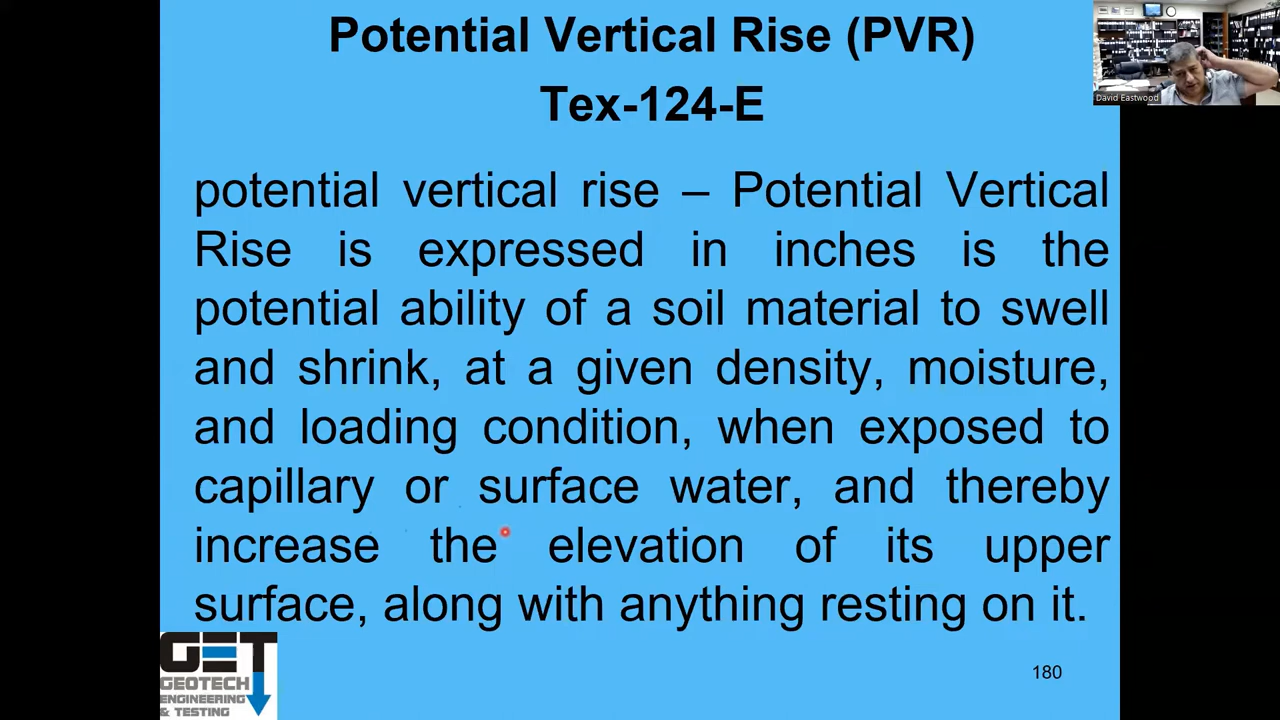 Potential Vertical Rise (PVR)
Tex-124-E
David Eastwood
potential vertical rise – Potential Vertical
Rise is expressed in inches is the
potential ability of a soil material to swell
and shrink, at a given density, moisture,
and loading condition, when exposed to
capillary or surface water, and thereby
increase the elevation of its upper
surface, along with anything resting on it.
GET
GEOTECH
ENGINEERING
& TESTING
180